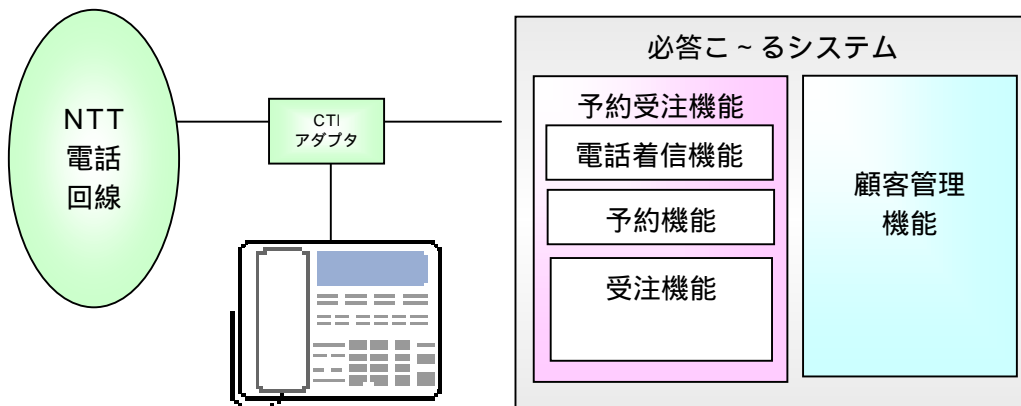 NTT
電話
回線
CTI
アダプタ
必答こ~るシステム
予約受注機能
電話着信機能
予約機能
受注機能
顧客管理
機能